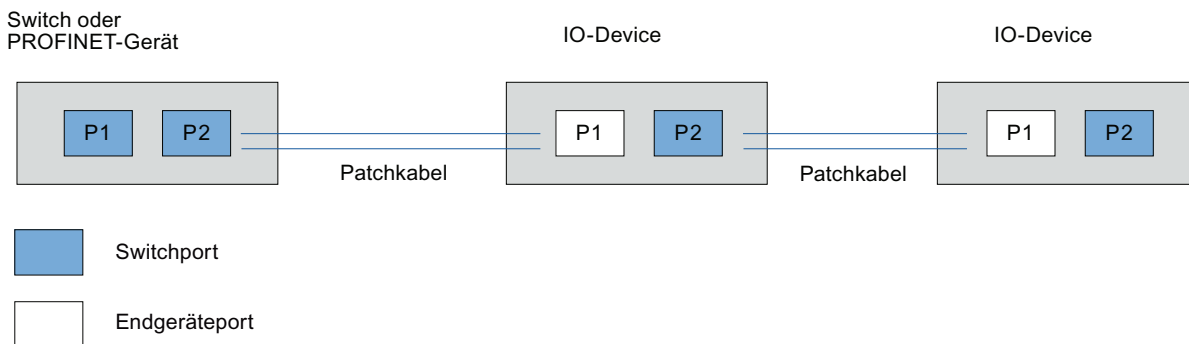 Switch oder
PROFINET-Gerät
IO-Device
IO-Device
P1
P2
P1
P2
P1
P2
Patchkabel
Patchkabel
Switchport
Endgeräteport